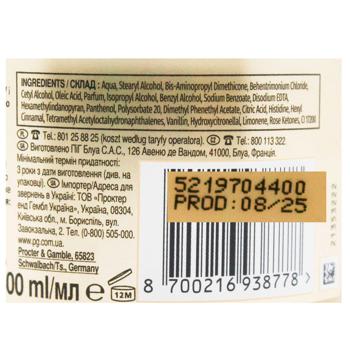 INGREDIENTS / СКЛАД : Aqua, Stearyl Alcohol, Bis-Aminopropyl Dimethicone, Behentrimonium Chloride,
Cetyl Alcohol, Oleic Acid, Parfum, Isopropyl Alcohol, Benzyl Alcohol, Sodium Benzoate, Disodium EDTA,
Hexamethylindanopyran, Panthenol, Polysorbate 20, Dimethyl Phenethyl Acetate, Citric Acid, Histidine, Hexyl
Cinnamal, Tetramethyl Acetyloctahydronaphthalenes, Vanillin, Hydroxycitronellal, Limonene, Rose Ketones, CI 17200
Tel.: 801 25 88 25 (koszt według taryfy operatora). Tel.: 800 113 322
Виготовлено ПіГ Блуа С.А.С., 126 Авеню де Вандом, 41000, Блуа, Франція.
Мінімальний термін придатності:
3 роки з дати виготовлення (див. на
упаковці). Імпортер/Адреса для
звернень в Україні: ТОВ «Проктер
енд Гембл Україна», Україна, 08304,
Київська обл., м. Бориспіль, вул.
Завокзальна, 2. Тел. (0-800) 505-000.
www.pg.com.ua
Procter & Gamble, 65823
Schwalbach/Ts., Germany
00 ml/мл e 12M
5219704400
PROD:08/25
8 700216 938778 >